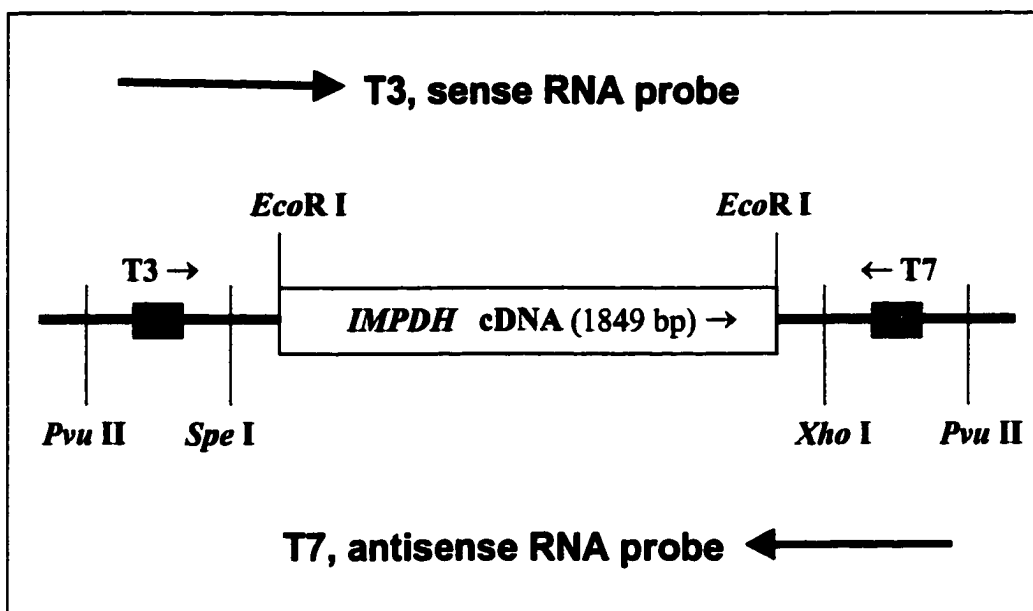 T3, sense RNA probe
EcoR I EcoR I
T3 → ← T7
IMPDH cDNA (1849 bp) →
Pvu II Spe I Xho I Pvu II
T7, antisense RNA probe